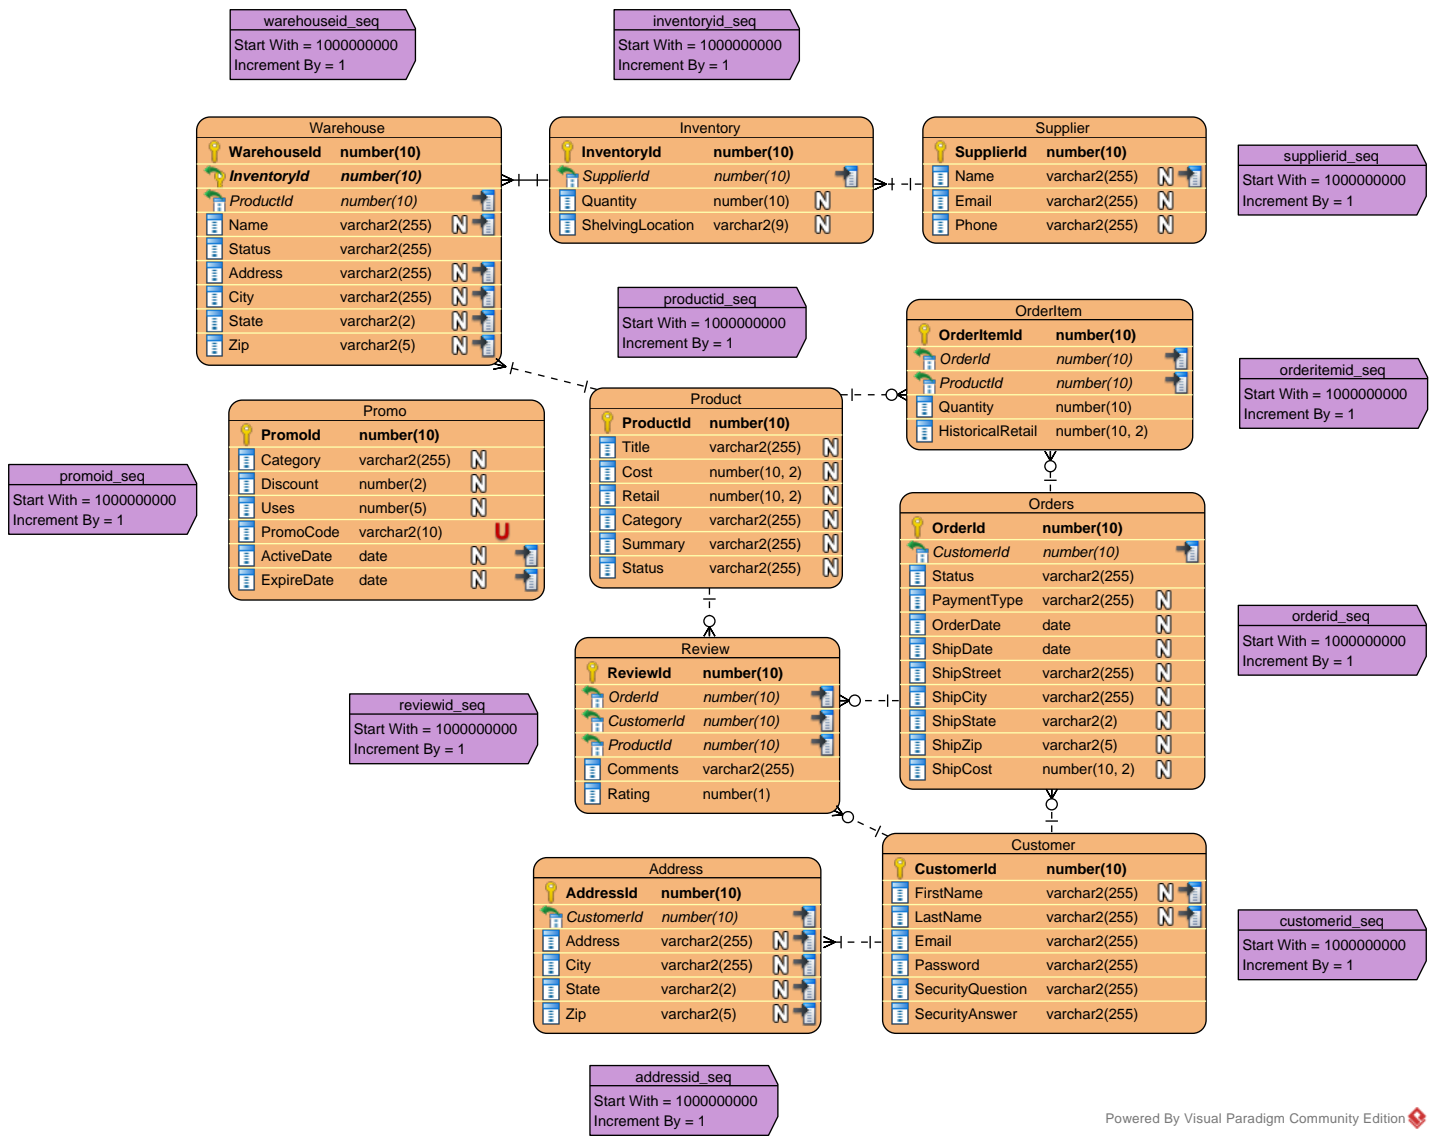 warehouseid_seq
Start With = 1000000000
Increment By = 1
inventoryid_seq
Start With = 1000000000
Increment By = 1
Warehouse
WarehouseId number(10)
InventoryId number(10)
ProductId number(10)
Name varchar2(255) N
Status varchar2(255)
Address varchar2(255) N
City varchar2(255) N
State varchar2(2) N
Zip varchar2(5) N
Inventory
InventoryId number(10)
SupplierId number(10)
Quantity number(10) N
ShelvingLocation varchar2(9) N
Supplier
SupplierId number(10)
Name varchar2(255) N
Email varchar2(255) N
Phone varchar2(255) N
supplierid_seq
Start With = 1000000000
Increment By = 1
productid_seq
Start With = 1000000000
Increment By = 1
OrderItem
OrderItemId number(10)
OrderId number(10)
ProductId number(10)
Quantity number(10)
HistoricalRetail number(10, 2)
orderitemid_seq
Start With = 1000000000
Increment By = 1
Promo
PromoId number(10)
Category varchar2(255) N
Discount number(2) N
Uses number(5) N
PromoCode varchar2(10) U
ActiveDate date N
ExpireDate date N
promoid_seq
Start With = 1000000000
Increment By = 1
Product
ProductId number(10)
Title varchar2(255) N
Cost number(10, 2) N
Retail number(10, 2) N
Category varchar2(255) N
Summary varchar2(255) N
Status varchar2(255) N
Orders
OrderId number(10)
CustomerId number(10)
Status varchar2(255)
PaymentType varchar2(255) N
OrderDate date N
ShipDate date N
ShipStreet varchar2(255) N
ShipCity varchar2(255) N
ShipState varchar2(2) N
ShipZip varchar2(5) N
ShipCost number(10, 2) N
orderid_seq
Start With = 1000000000
Increment By = 1
Review
ReviewId number(10)
OrderId number(10)
CustomerId number(10)
ProductId number(10)
Comments varchar2(255)
Rating number(1)
reviewid_seq
Start With = 1000000000
Increment By = 1
Address
AddressId number(10)
CustomerId number(10)
Address varchar2(255) N
City varchar2(255) N
State varchar2(2) N
Zip varchar2(5) N
Customer
CustomerId number(10)
FirstName varchar2(255) N
LastName varchar2(255) N
Email varchar2(255)
Password varchar2(255)
SecurityQuestion varchar2(255)
SecurityAnswer varchar2(255)
customerid_seq
Start With = 1000000000
Increment By = 1
addressid_seq
Start With = 1000000000
Increment By = 1
Powered By Visual Paradigm Community Edition